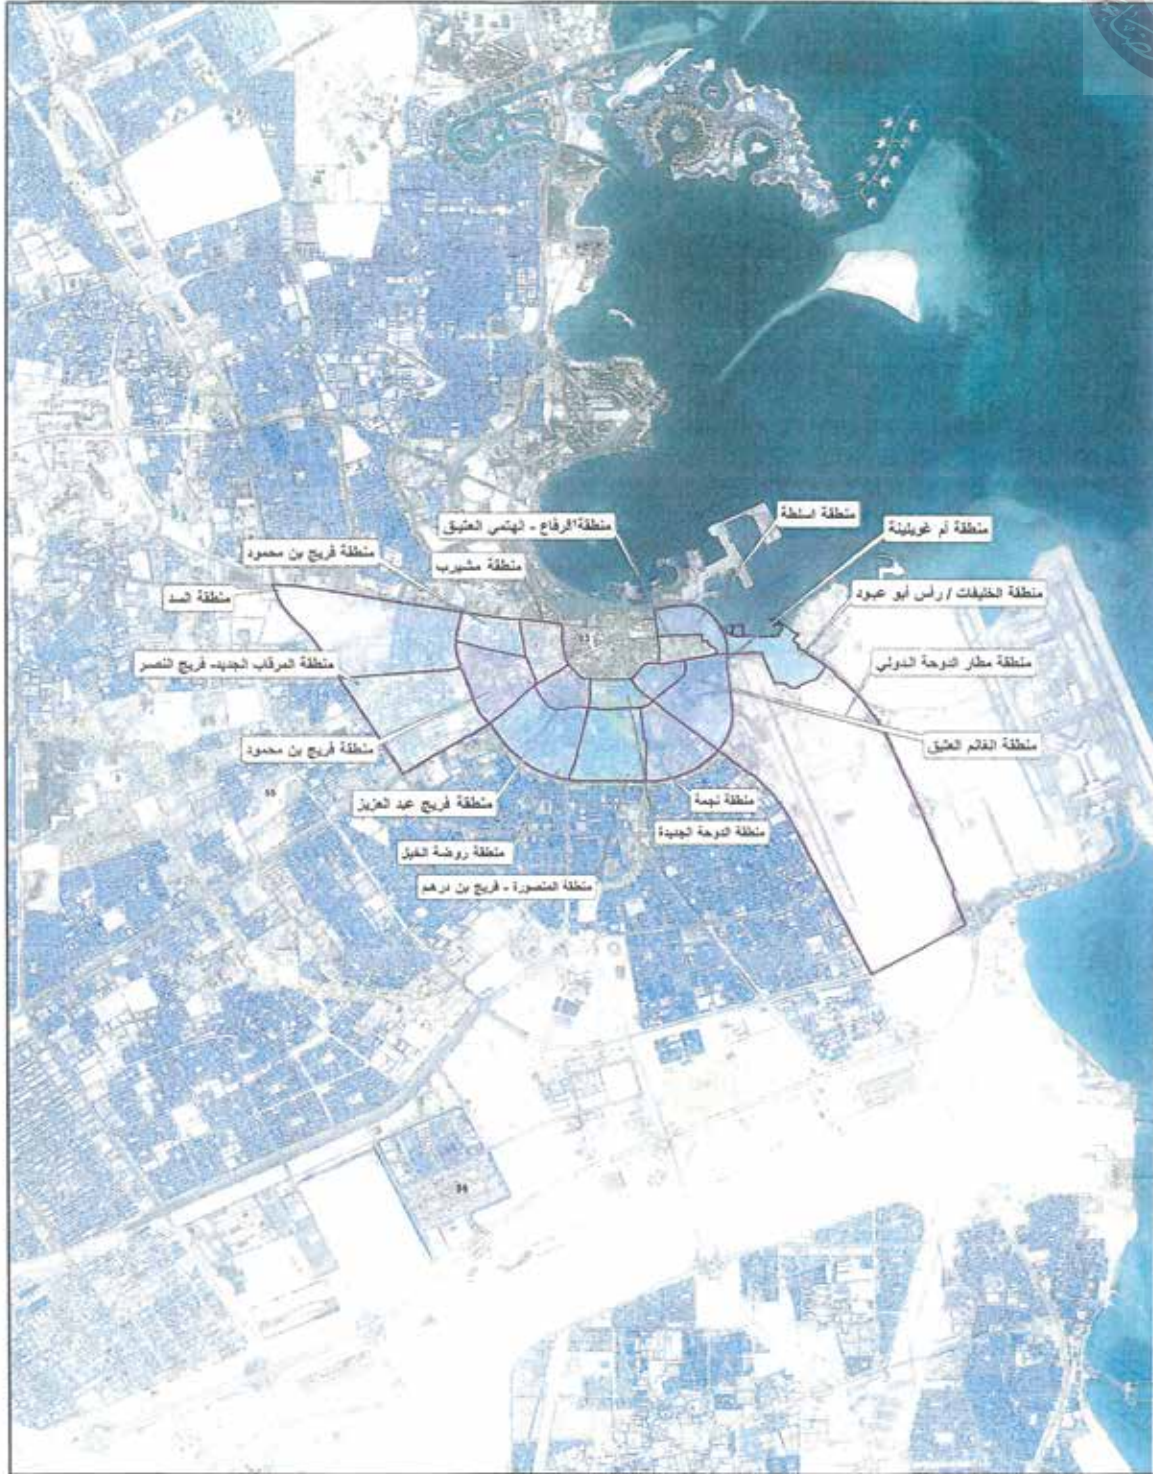 منطقة اسلطة
منطقة الرفاع - الهتمي العتيق
منطقة أم غويلينة
منطقة فريج بن محمود
منطقة مشيرب
منطقة السد
منطقة الخليفات / رأس أبو عبود
منطقة المرقاب الجديد- فريج النصر
منطقة مطار الدوحة الدولي
منطقة فريج بن محمود
منطقة الغانم العتيق
منطقة فريج عبد العزيز
منطقة نجمة
منطقة الدوحة الجديدة
منطقة روضة الخيل
منطقة المنصورة - فريج بن درهم
55
56